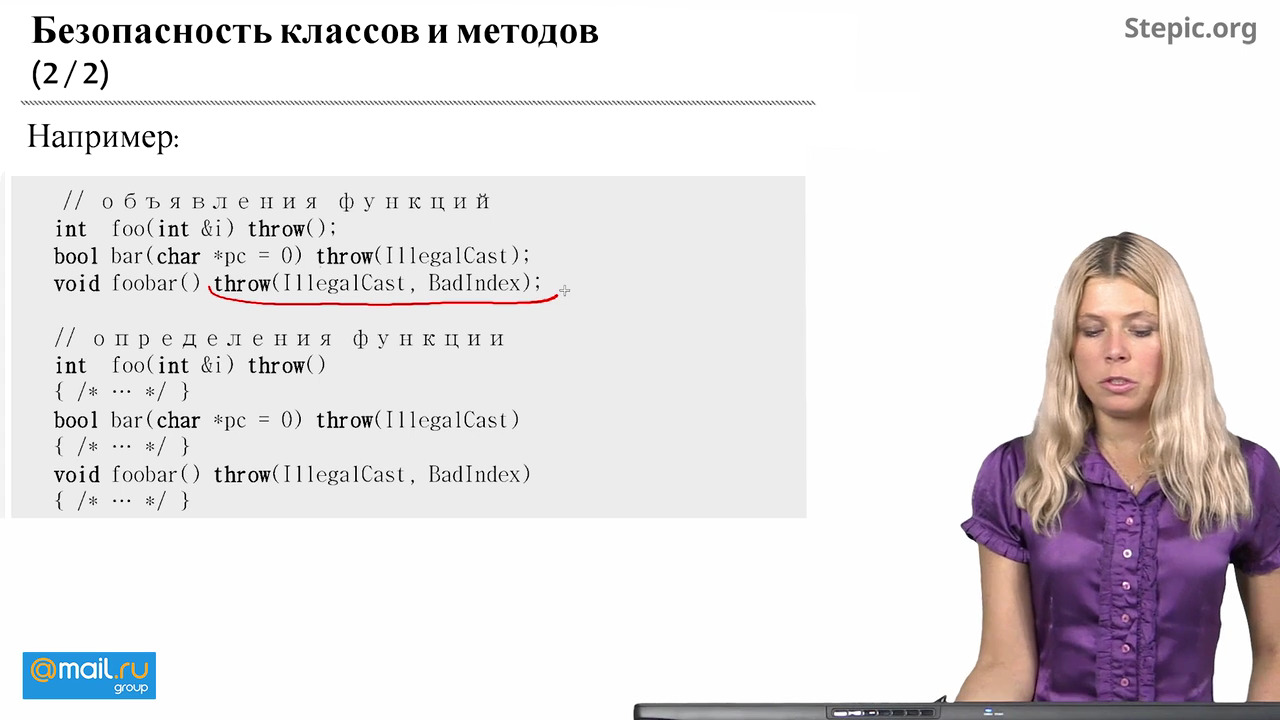 Безопасность классов и методов
(2 / 2)
Stepic.org
Например:
// объявления функций
int foo(int &i) throw();
bool bar(char *pc = 0) throw(IllegalCast);
void foobar() throw(IllegalCast, BadIndex);
// определения функции
int foo(int &i) throw()
{ /* … */ }
bool bar(char *pc = 0) throw(IllegalCast)
{ /* … */ }
void foobar() throw(IllegalCast, BadIndex)
{ /* … */ }
@mail.ru
group